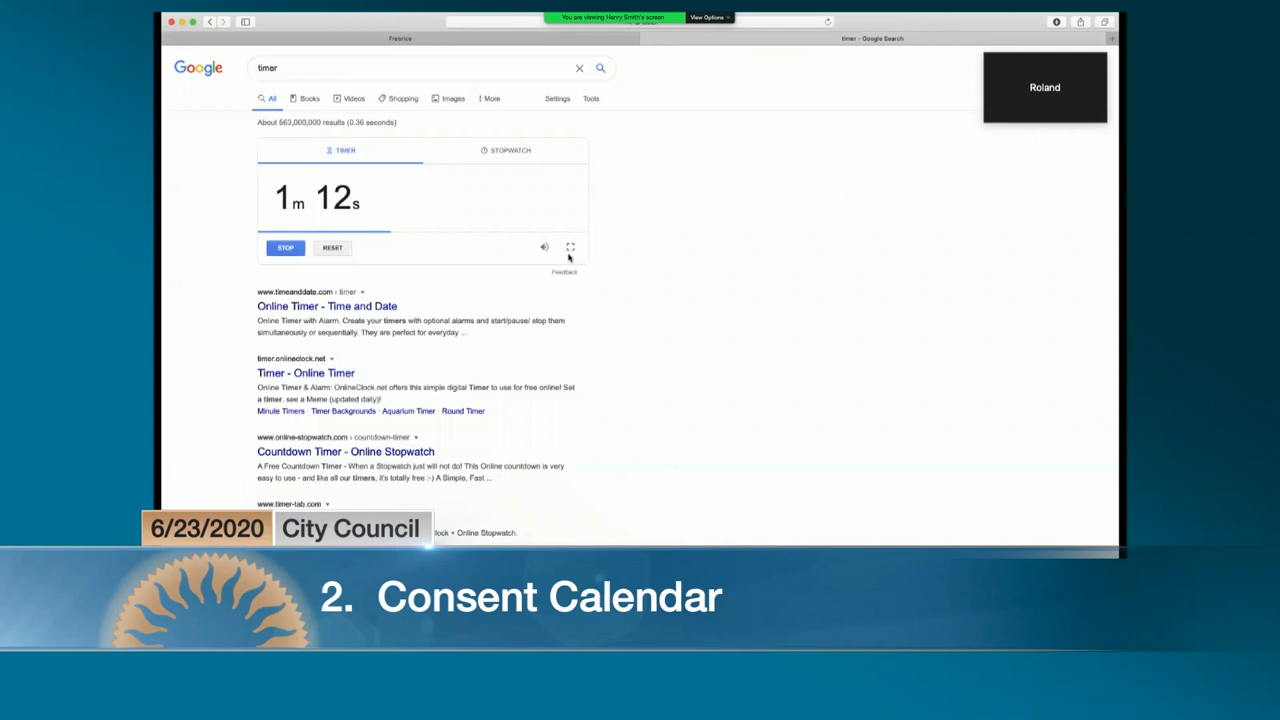 You are viewing Henry Smith's screen
View Options
Freerice
timer - Google Search
Google
timer
Roland
All Books Videos Shopping Images More Settings Tools
About 563,000,000 results (0.36 seconds)
TIMER STOPWATCH
1m 12s
STOP RESET
Feedback
www.timeanddate.com › timer
Online Timer - Time and Date
Online Timer with Alarm. Create your timers with optional alarms and start/pause/ stop them
simultaneously or sequentially. They are perfect for everyday ...
timer.onlineclock.net
Timer - Online Timer
Online Timer & Alarm: OnlineClock.net offers this simple digital Timer to use for free online! Set
a timer, see a Meme (updated daily)!
Minute Timers · Timer Backgrounds · Aquarium Timer · Round Timer
www.online-stopwatch.com › countdown-timer
Countdown Timer - Online Stopwatch
A Free Countdown Timer - When a Stopwatch just will not do! This Online countdown is very
easy to use - and like all our timers, it's totally free :-) A Simple, Fast ...
www.timer-tab.com
lock + Online Stopwatch.
6/23/2020 City Council
2. Consent Calendar